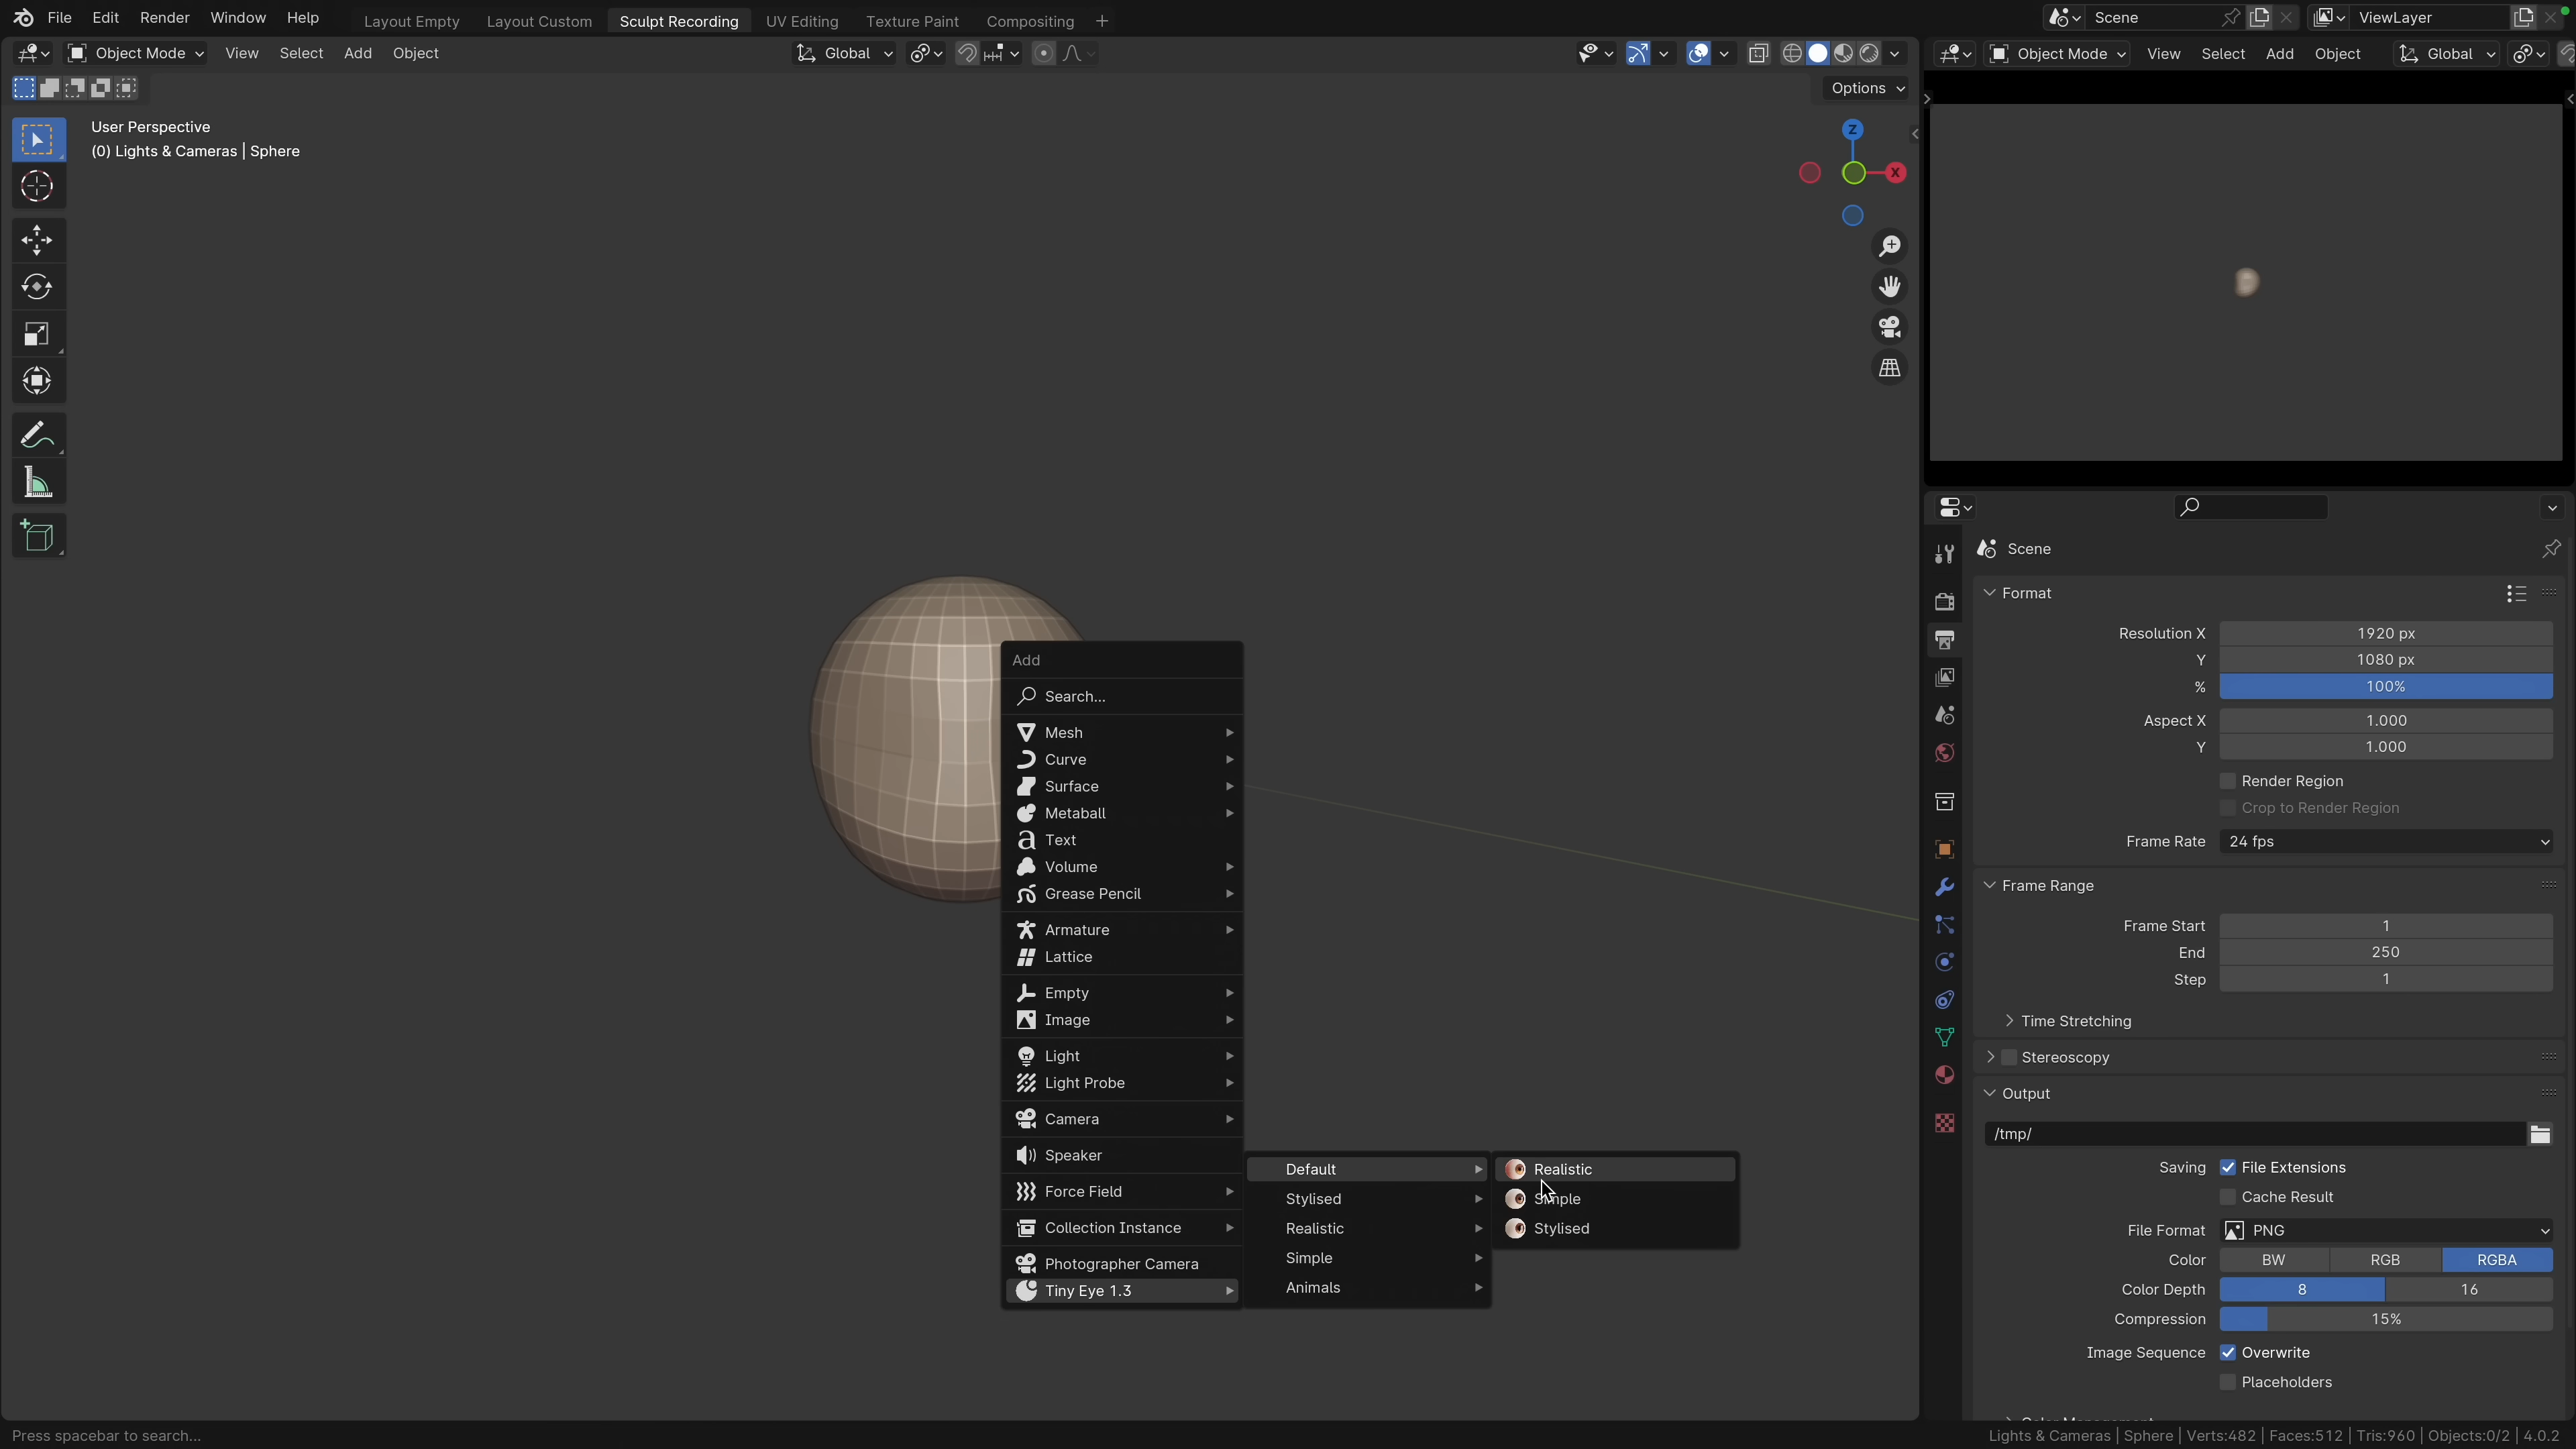 File Edit Render Window Help Layout Empty Layout Custom Sculpt Recording UV Editing Texture Paint Compositing + Scene ViewLayer
Object Mode View Select Add Object Global Object Mode View Select Add Object Global
Options
User Perspective
(0) Lights & Cameras | Sphere
Z
X
Scene
Format
Resolution X 1920 px
Y 1080 px
% 100%
Aspect X 1.000
Y 1.000
Render Region
Crop to Render Region
Frame Rate 24 fps
Frame Range
Frame Start 1
End 250
Step 1
Time Stretching
Stereoscopy
Output
/tmp/
Saving File Extensions
Cache Result
File Format PNG
Color BW RGB RGBA
Color Depth 8 16
Compression 15%
Image Sequence Overwrite
Placeholders
Add
Search...
Mesh
Curve
Surface
Metaball
Text
Volume
Grease Pencil
Armature
Lattice
Empty
Image
Light
Light Probe
Camera
Speaker
Force Field
Collection Instance
Photographer Camera
Tiny Eye 1.3
Default
Stylised
Realistic
Simple
Animals
Realistic
Simple
Stylised
Press spacebar to search...
Lights & Cameras | Sphere | Verts:482 | Faces:512 | Tris:960 | Objects:0/2 | 4.0.2